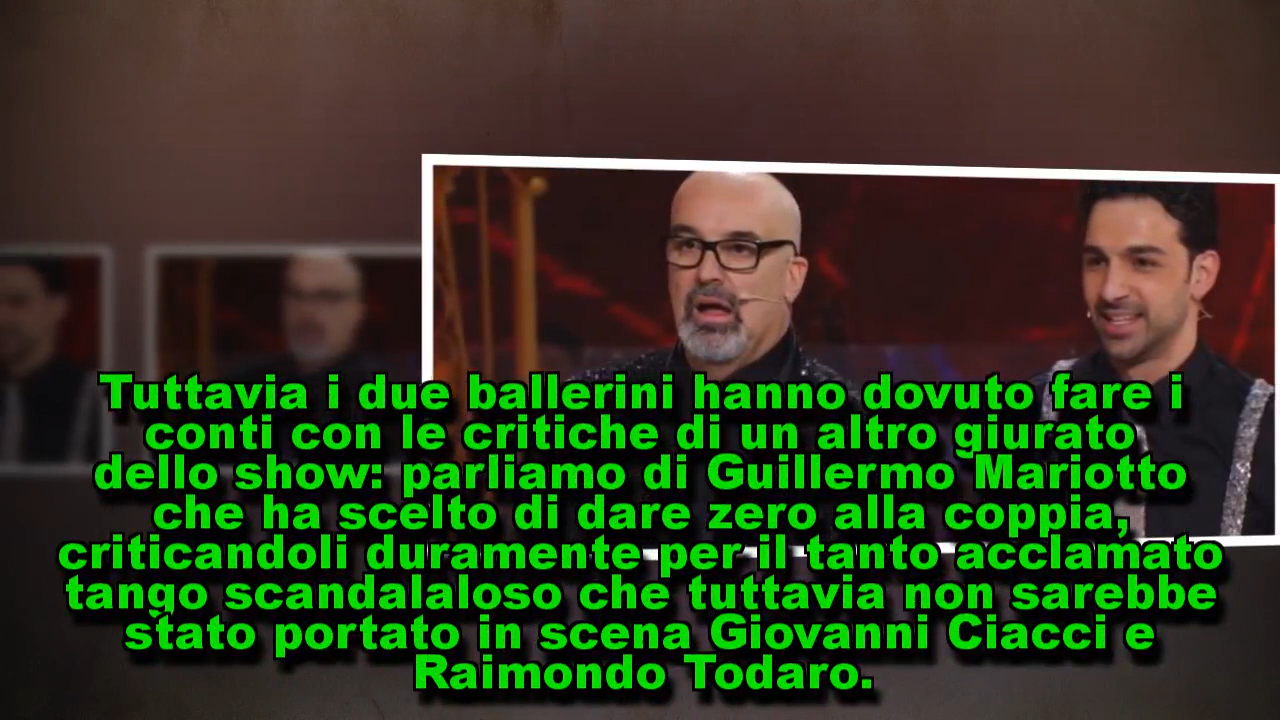 Tuttavia i due ballerini hanno dovuto fare i
conti con le critiche di un altro giurato
dello show: parliamo di Guillermo Mariotto
che ha scelto di dare zero alla coppia,
criticandoli duramente per il tanto acclamato
tango scandalaloso che tuttavia non sarebbe
stato portato in scena Giovanni Ciacci e
Raimondo Todaro.